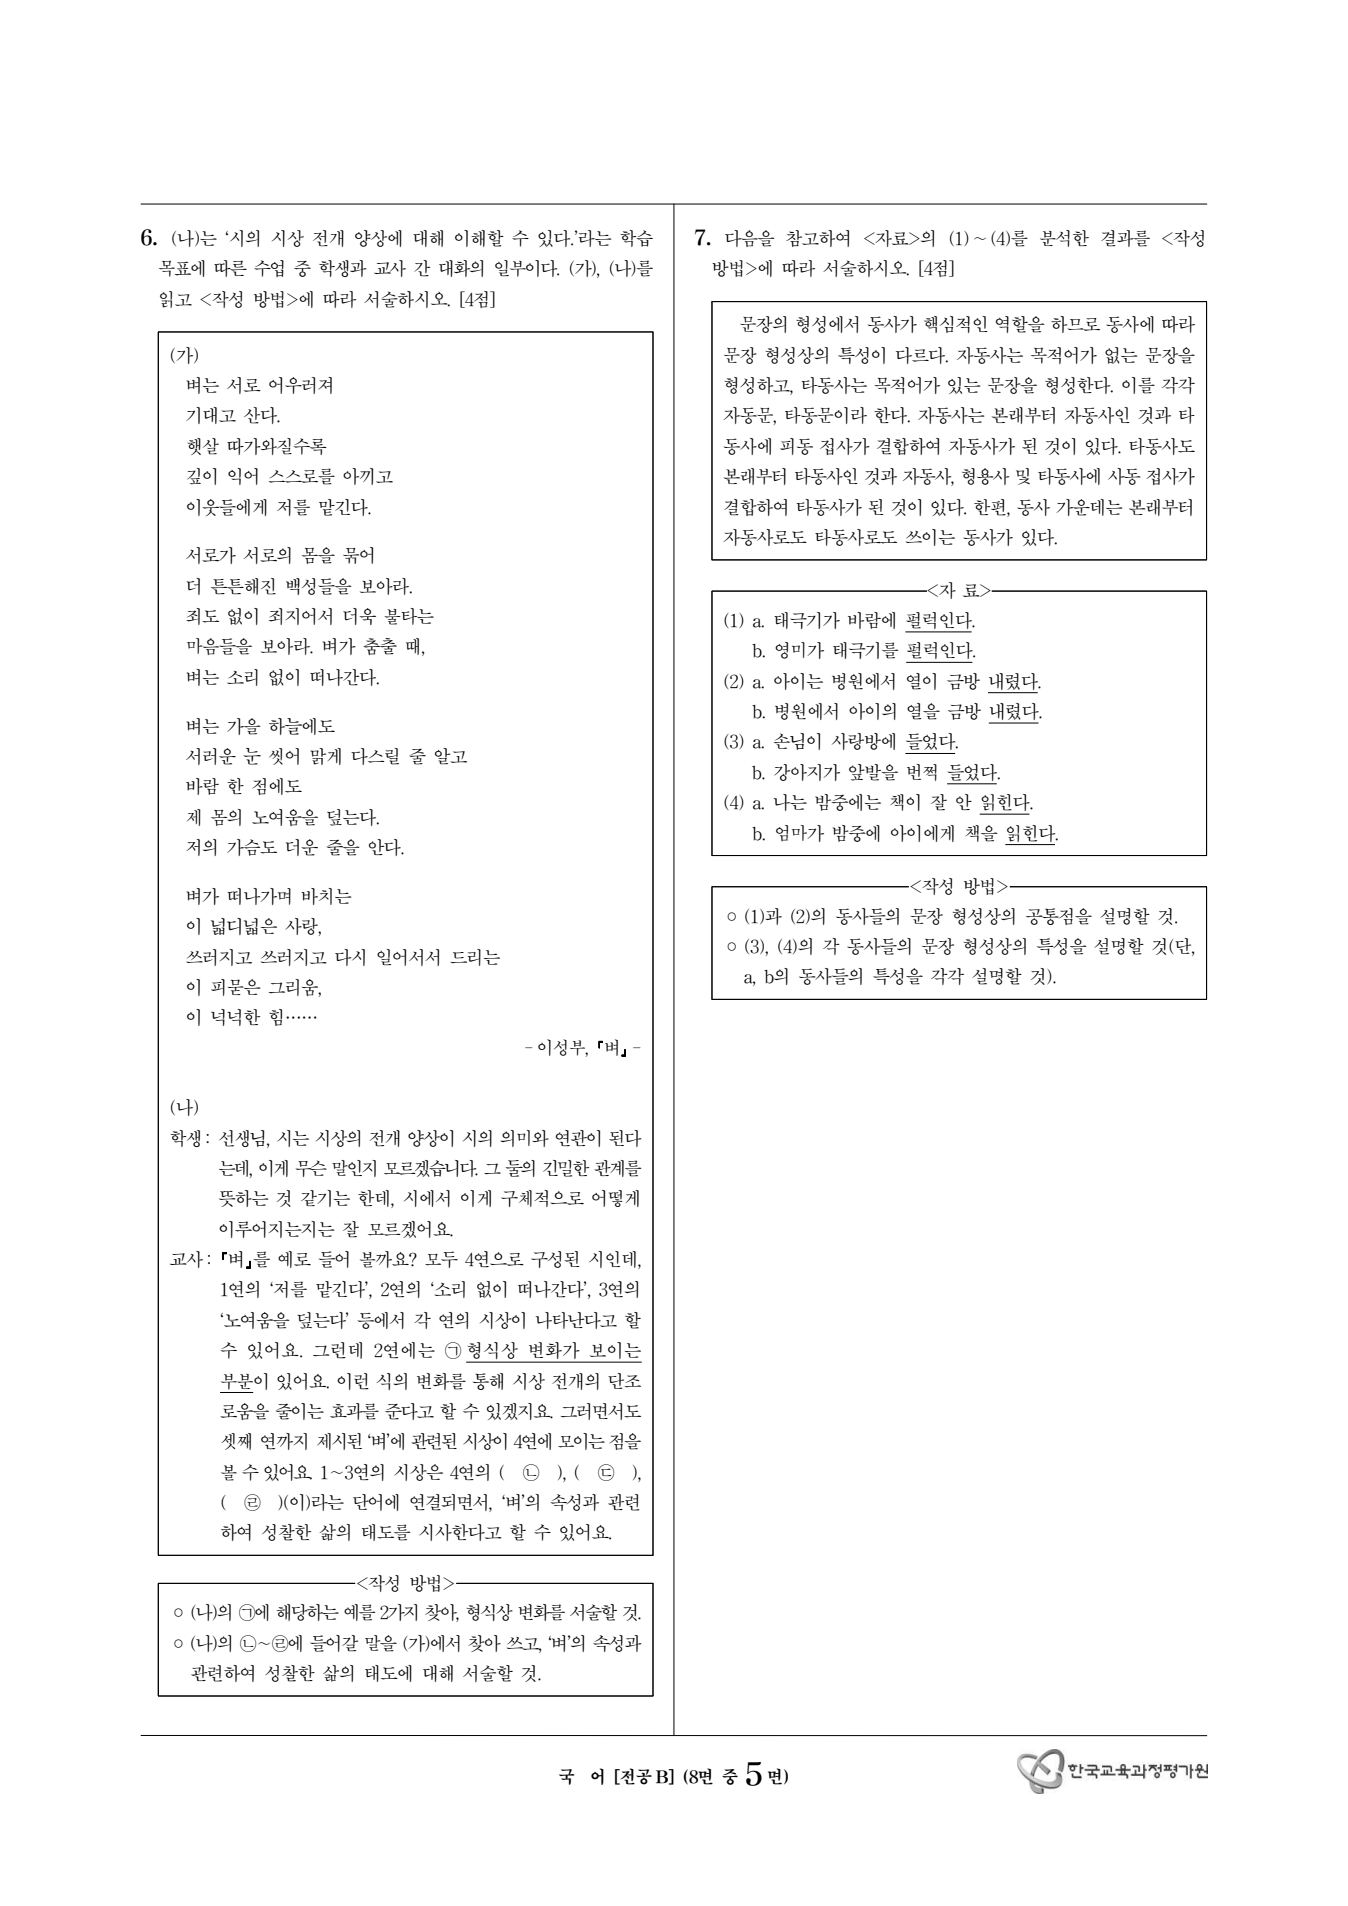 6. (나)는 ‘시의 시상 전개 양상에 대해 이해할 수 있다.’라는 학습
목표에 따른 수업 중 학생과 교사 간 대화의 일부이다. (가), (나)를
읽고 <작성 방법>에 따라 서술하시오. [4점]
(가)
벼는 서로 어우러져
기대고 산다.
햇살 따가와질수록
깊이 익어 스스로를 아끼고
이웃들에게 저를 맡긴다.
서로가 서로의 몸을 묶어
더 튼튼해진 백성들을 보아라.
죄도 없이 죄지어서 더욱 불타는
마음들을 보아라. 벼가 춤출 때,
벼는 소리 없이 떠나간다.
벼는 가을 하늘에도
서러운 눈 씻어 맑게 다스릴 줄 알고
바람 한 점에도
제 몸의 노여움을 덮는다.
저의 가슴도 더운 줄을 안다.
벼가 떠나가며 바치는
이 넓디넓은 사랑,
쓰러지고 쓰러지고 다시 일어서서 드리는
이 피묻은 그리움,
이 넉넉한 힘……
- 이성부, 『벼』 -
(나)
학생 : 선생님, 시는 시상의 전개 양상이 시의 의미와 연관이 된다
는데, 이게 무슨 말인지 모르겠습니다. 그 둘의 긴밀한 관계를
뜻하는 것 같기는 한데, 시에서 이게 구체적으로 어떻게
이루어지는지는 잘 모르겠어요.
교사 : 『벼』를 예로 들어 볼까요? 모두 4연으로 구성된 시인데,
1연의 ‘저를 맡긴다’, 2연의 ‘소리 없이 떠나간다’, 3연의
‘노여움을 덮는다’ 등에서 각 연의 시상이 나타난다고 할
수 있어요. 그런데 2연에는 ㉠ 형식상 변화가 보이는
부분이 있어요. 이런 식의 변화를 통해 시상 전개의 단조
로움을 줄이는 효과를 준다고 할 수 있겠지요. 그러면서도
셋째 연까지 제시된 ‘벼’에 관련된 시상이 4연에 모이는 점을
볼 수 있어요. 1～3연의 시상은 4연의 ( ㉡ ), ( ㉢ ),
( ㉣ )(이)라는 단어에 연결되면서, ‘벼’의 속성과 관련
하여 성찰한 삶의 태도를 시사한다고 할 수 있어요.
<작성 방법>
○ (나)의 ㉠에 해당하는 예를 2가지 찾아, 형식상 변화를 서술할 것.
○ (나)의 ㉡～㉣에 들어갈 말을 (가)에서 찾아 쓰고, ‘벼’의 속성과
관련하여 성찰한 삶의 태도에 대해 서술할 것.
7. 다음을 참고하여 <자료>의 (1)～(4)를 분석한 결과를 <작성
방법>에 따라 서술하시오. [4점]
문장의 형성에서 동사가 핵심적인 역할을 하므로 동사에 따라
문장 형성상의 특성이 다르다. 자동사는 목적어가 없는 문장을
형성하고, 타동사는 목적어가 있는 문장을 형성한다. 이를 각각
자동문, 타동문이라 한다. 자동사는 본래부터 자동사인 것과 타
동사에 피동 접사가 결합하여 자동사가 된 것이 있다. 타동사도
본래부터 타동사인 것과 자동사, 형용사 및 타동사에 사동 접사가
결합하여 타동사가 된 것이 있다. 한편, 동사 가운데는 본래부터
자동사로도 타동사로도 쓰이는 동사가 있다.
<자 료>
(1) a. 태극기가 바람에 펄럭인다.
b. 영미가 태극기를 펄럭인다.
(2) a. 아이는 병원에서 열이 금방 내렸다.
b. 병원에서 아이의 열을 금방 내렸다.
(3) a. 손님이 사랑방에 들었다.
b. 강아지가 앞발을 번쩍 들었다.
(4) a. 나는 밤중에는 책이 잘 안 읽힌다.
b. 엄마가 밤중에 아이에게 책을 읽힌다.
<작성 방법>
○ (1)과 (2)의 동사들의 문장 형성상의 공통점을 설명할 것.
○ (3), (4)의 각 동사들의 문장 형성상의 특성을 설명할 것(단,
a, b의 동사들의 특성을 각각 설명할 것).
국 어 [전공 B] (8면 중 5 면)
한국교육과정평가원